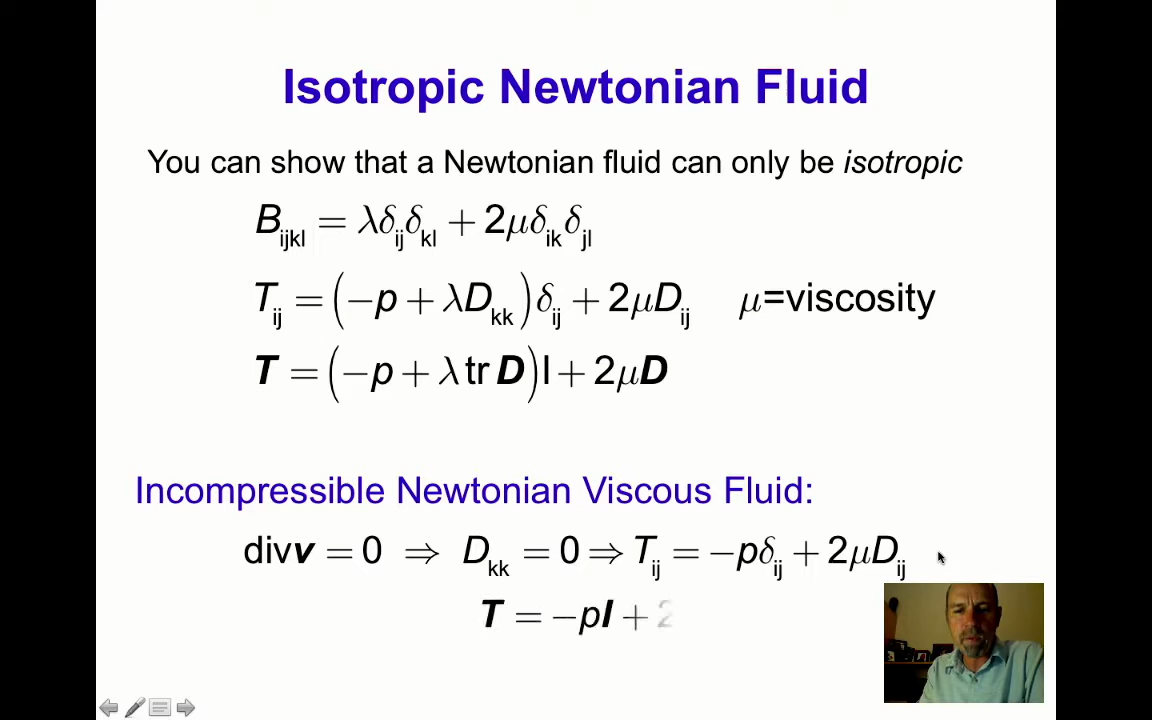 Isotropic Newtonian Fluid
You can show that a Newtonian fluid can only be isotropic
B_ijkl = λδ_ijδ_kl + 2μδ_ikδ_jl
T_ij = (−p + λD_kk)δ_ij + 2μD_ij μ=viscosity
T = (−p + λ tr D)I + 2μD
Incompressible Newtonian Viscous Fluid:
divv = 0 ⇒ D_kk = 0 ⇒ T_ij = −pδ_ij + 2μD_ij
T = −pI + 2